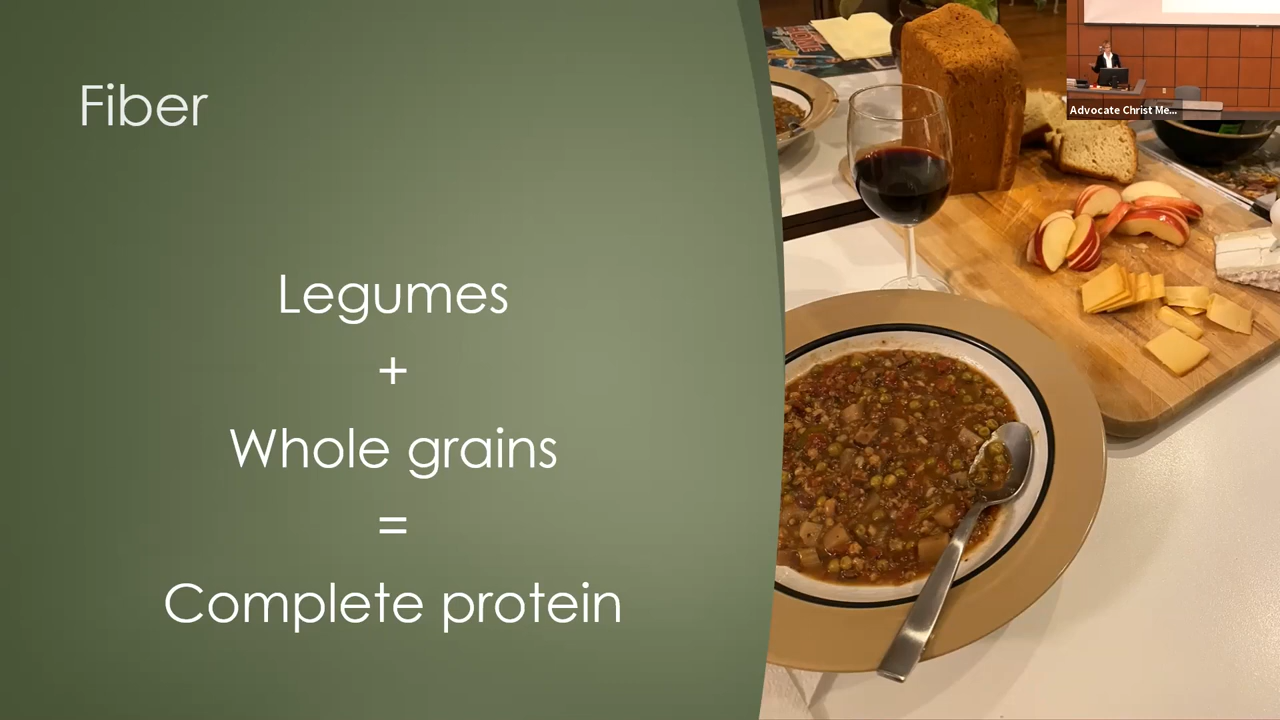 Fiber
Legumes
+
Whole grains
=
Complete protein
Advocate Christ Me...